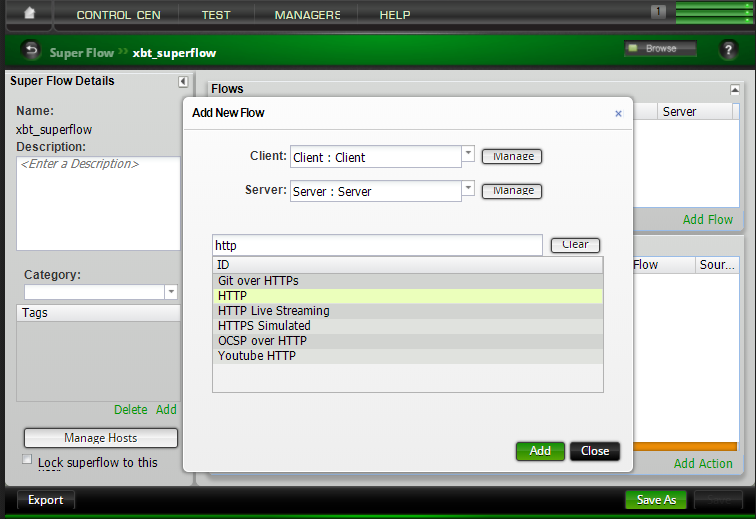 CONTROL CEN TEST MANAGERS HELP 1
Super Flow >> xbt_superflow Browse ?
Super Flow Details
Name:
xbt_superflow
Description:
<Enter a Description>
Category:
Tags
Delete Add
Manage Hosts
Lock superflow to this
Flows
Server
Add Flow
Flow Sour...
Add Action
Add New Flow ×
Client: Client : Client Manage
Server: Server : Server Manage
http Clear
ID
Git over HTTPs
HTTP
HTTP Live Streaming
HTTPS Simulated
OCSP over HTTP
Youtube HTTP
Add Close
Export Save As Save